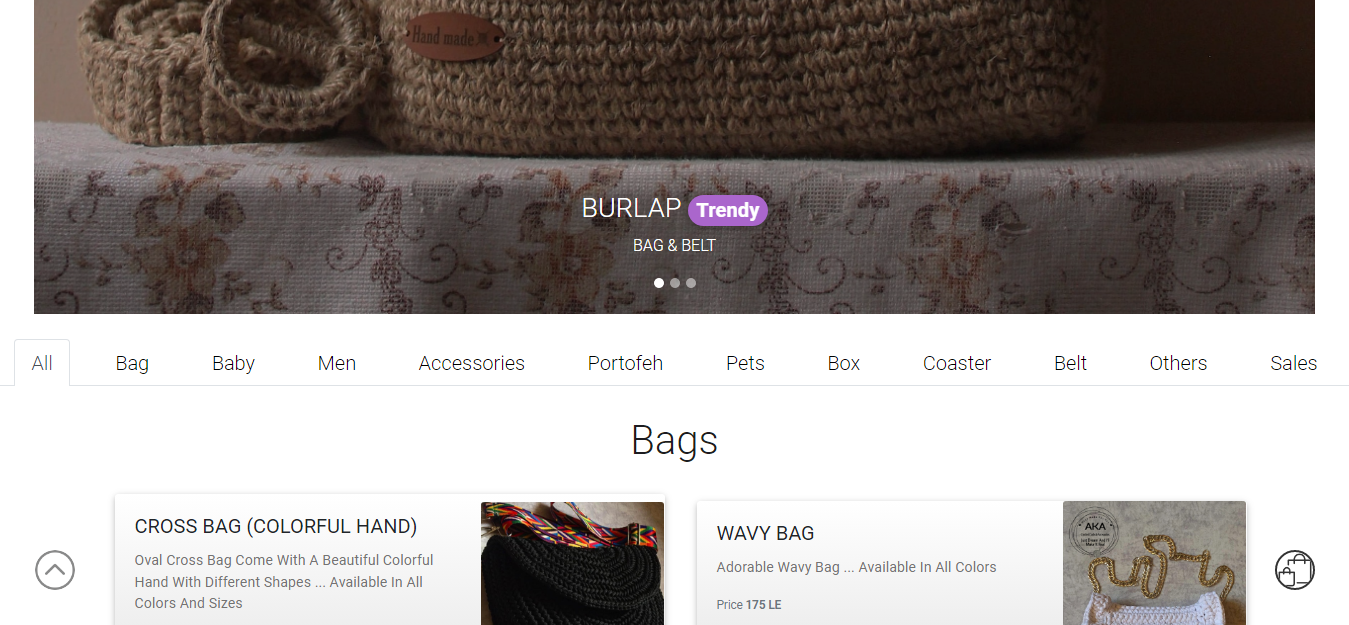 Hand made
BURLAP Trendy
BAG & BELT
All Bag Baby Men Accessories Portofeh Pets Box Coaster Belt Others Sales
Bags
CROSS BAG (COLORFUL HAND)
Oval Cross Bag Come With A Beautiful Colorful
Hand With Different Shapes ... Available In All
Colors And Sizes
WAVY BAG
Adorable Wavy Bag ... Available In All Colors
Price 175 LE
AKA